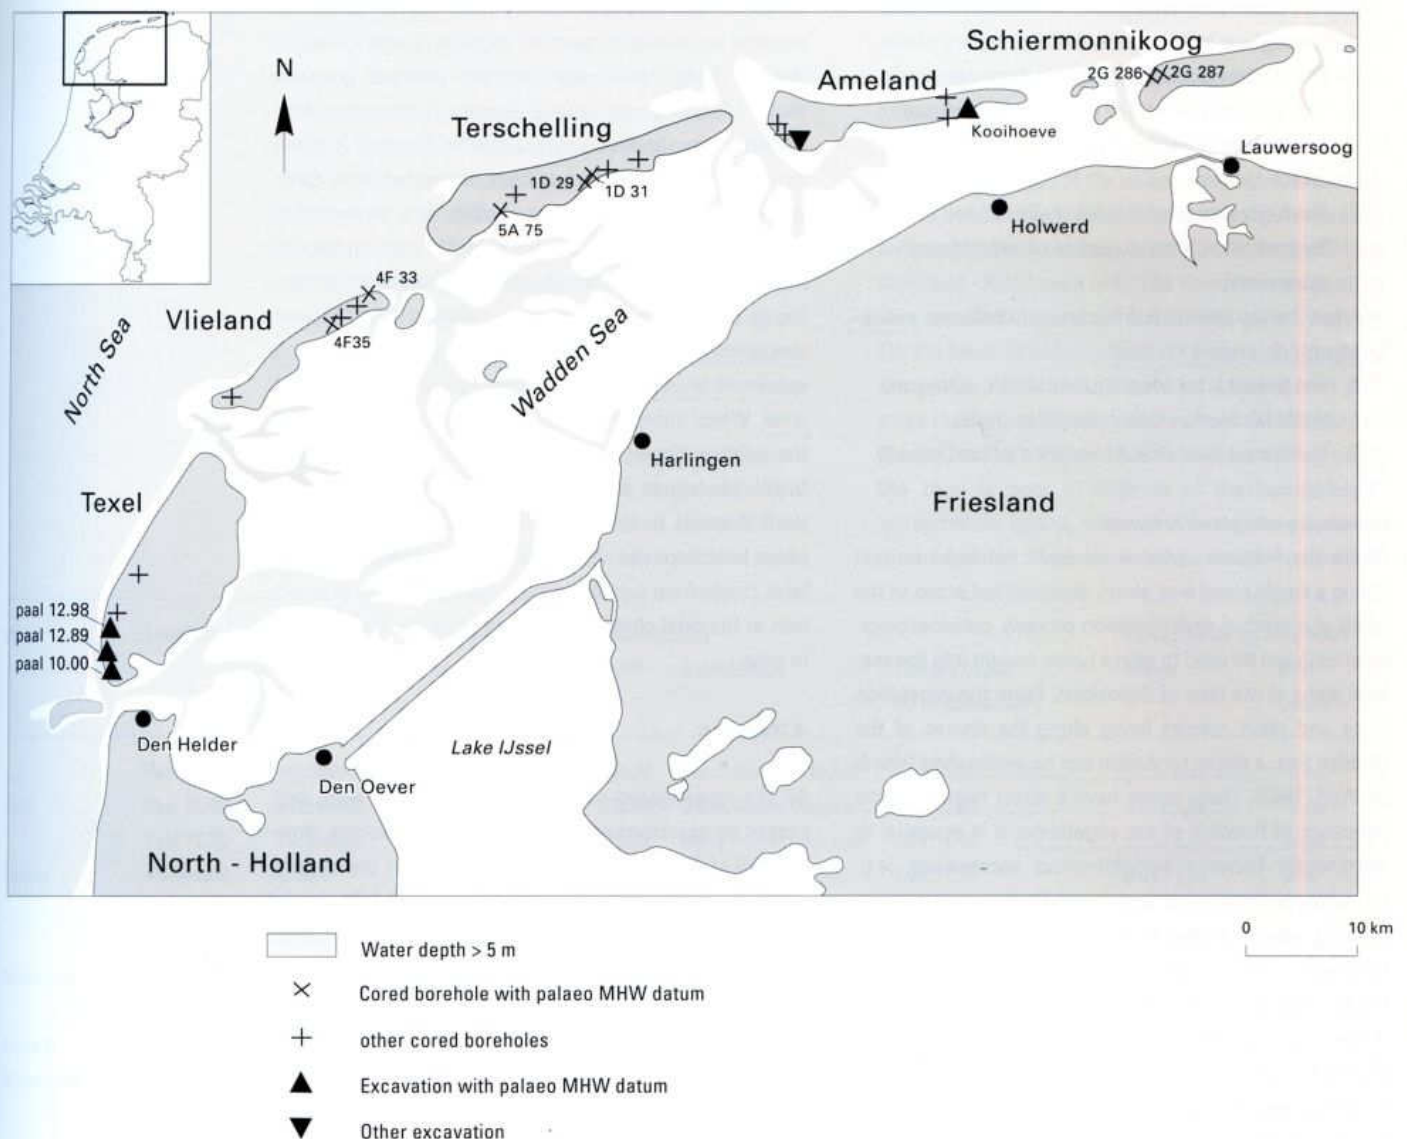 Schiermonnikoog
N
Ameland
2G 286
2G 287
Terschelling
Kooihoeve
Lauwersoog
1D 29
1D 31
Holwerd
5A 75
4F 33
Vlieland
4F35
North Sea
Wadden Sea
Harlingen
Texel
Friesland
paal 12.98
paal 12.89
paal 10.00
Den Helder
Lake IJssel
Den Oever
North - Holland
0 10 km
Water depth > 5 m
Cored borehole with palaeo MHW datum
other cored boreholes
Excavation with palaeo MHW datum
Other excavation